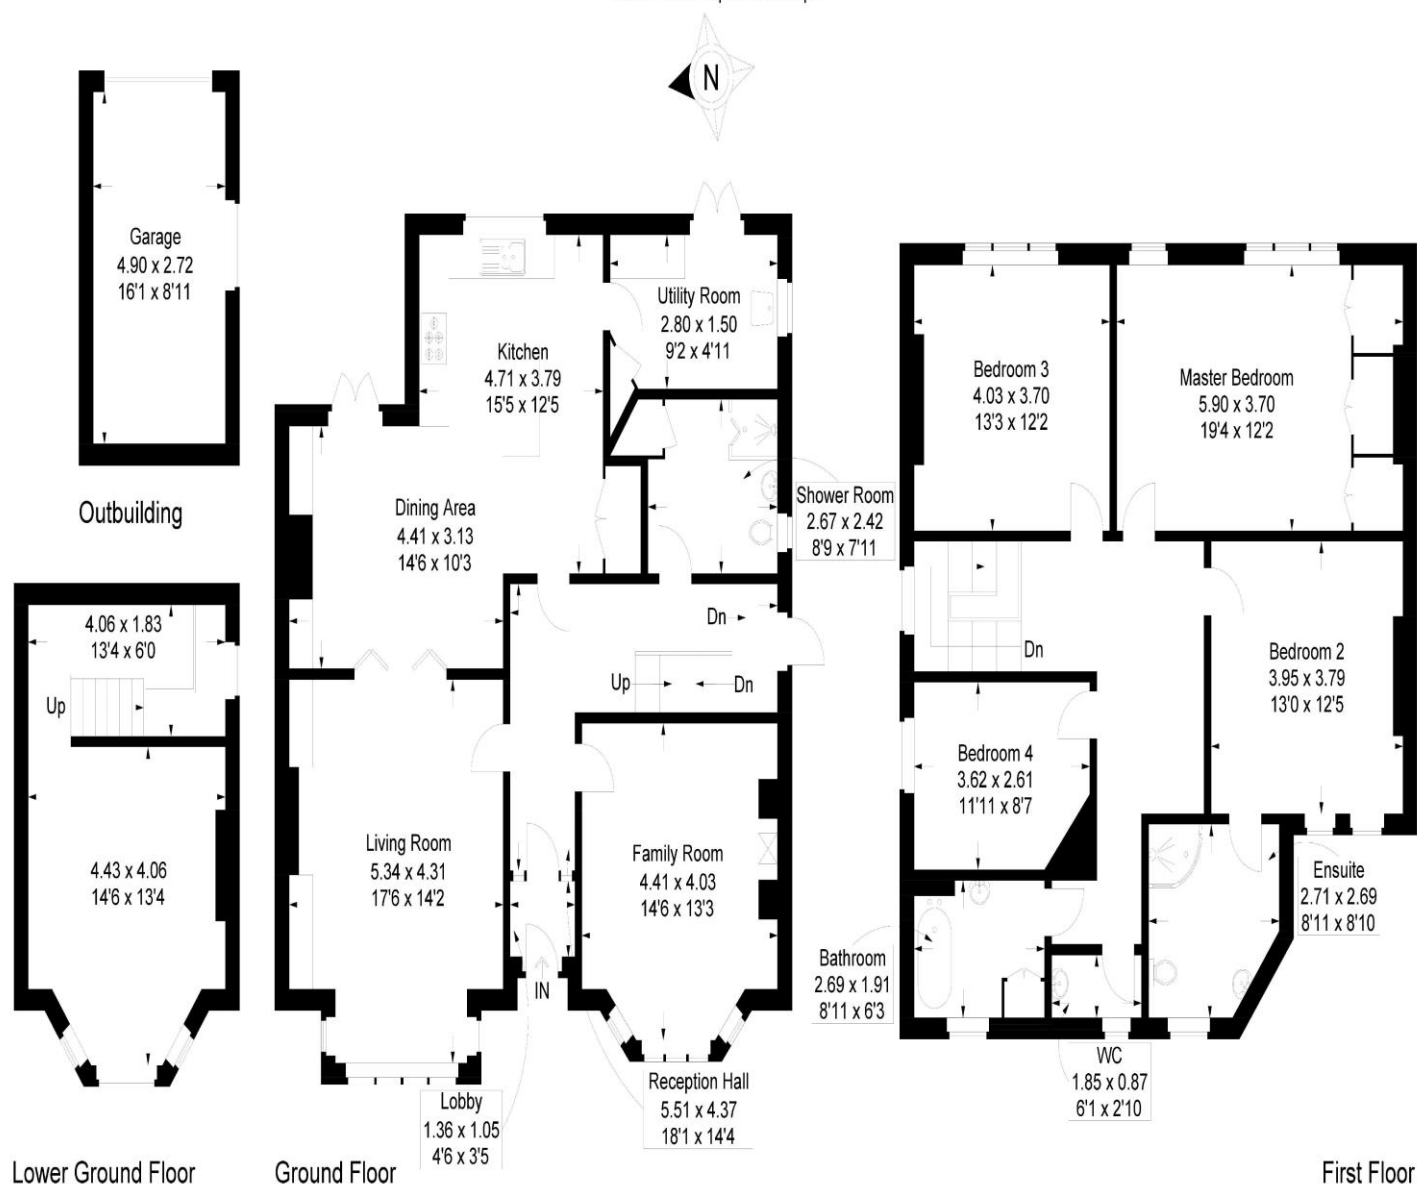 N
Garage
4.90 x 2.72
16'1 x 8'11
Outbuilding
4.06 x 1.83
13'4 x 6'0
Up
4.43 x 4.06
14'6 x 13'4
Lower Ground Floor
Kitchen
4.71 x 3.79
15'5 x 12'5
Utility Room
2.80 x 1.50
9'2 x 4'11
Dining Area
4.41 x 3.13
14'6 x 10'3
Shower Room
2.67 x 2.42
8'9 x 7'11
Dn
Up
Dn
Living Room
5.34 x 4.31
17'6 x 14'2
Family Room
4.41 x 4.03
14'6 x 13'3
IN
Lobby
1.36 x 1.05
4'6 x 3'5
Reception Hall
5.51 x 4.37
18'1 x 14'4
Ground Floor
Bedroom 3
4.03 x 3.70
13'3 x 12'2
Master Bedroom
5.90 x 3.70
19'4 x 12'2
Dn
Bedroom 2
3.95 x 3.79
13'0 x 12'5
Bedroom 4
3.62 x 2.61
11'11 x 8'7
Ensuite
2.71 x 2.69
8'11 x 8'10
Bathroom
2.69 x 1.91
8'11 x 6'3
WC
1.85 x 0.87
6'1 x 2'10
First Floor